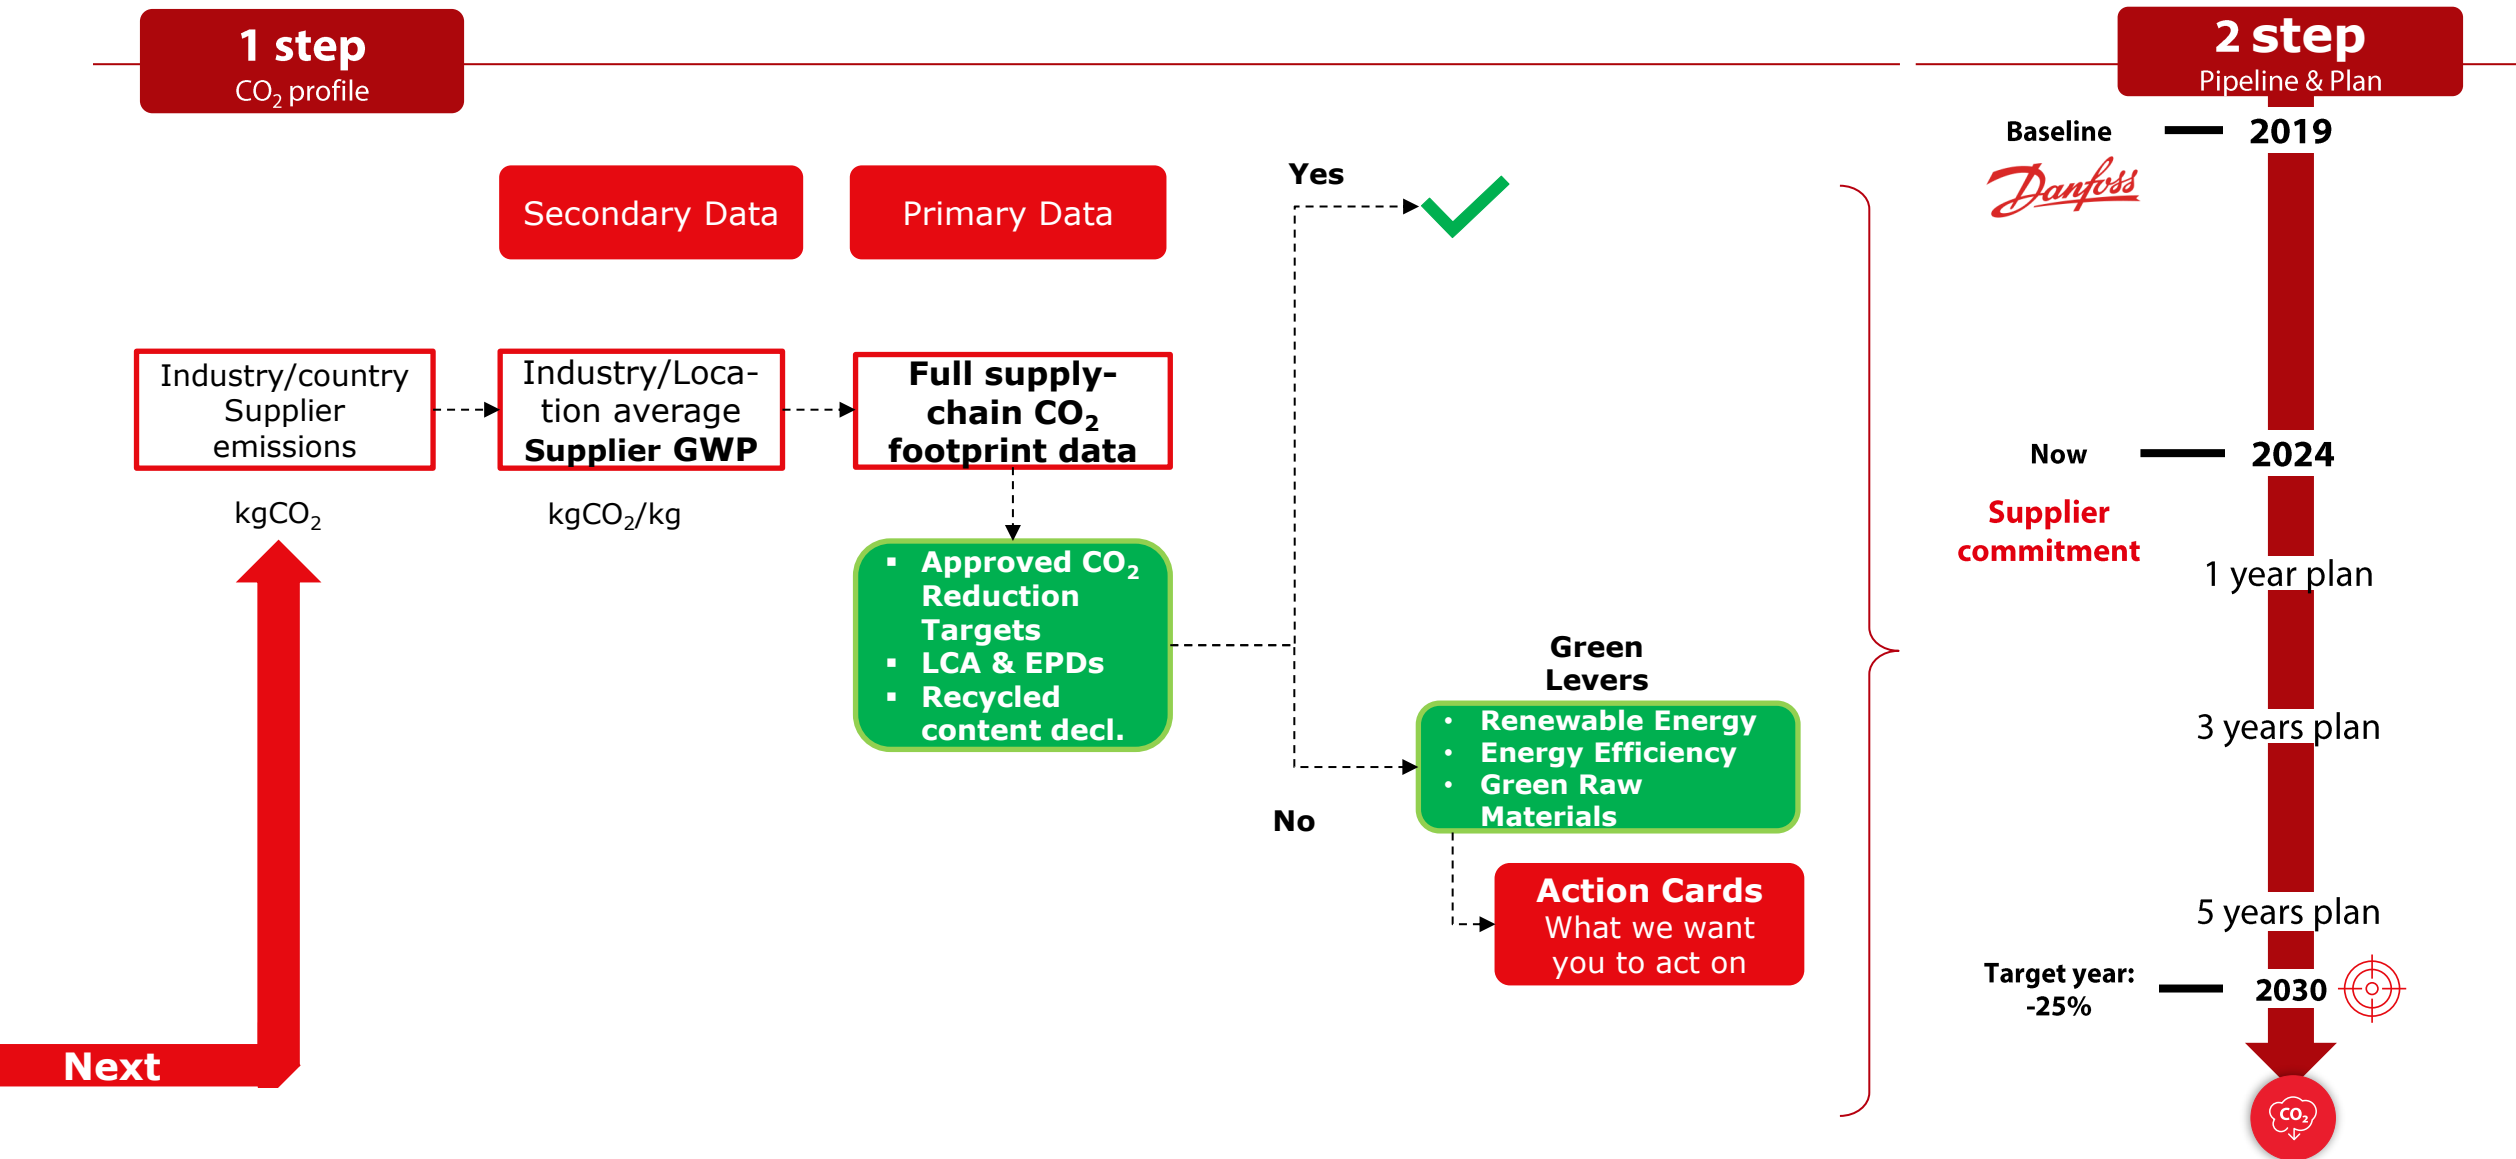 1 step
CO₂ profile
2 step
Pipeline & Plan
Secondary Data
Primary Data
Industry/country
Supplier
emissions
kgCO₂
Industry/Loca-
tion average
Supplier GWP
kgCO₂/kg
Full supply-
chain CO₂
footprint data
▪ Approved CO₂
Reduction
Targets
▪ LCA & EPDs
▪ Recycled
content decl.
Yes
No
Green
Levers
• Renewable Energy
• Energy Efficiency
• Green Raw
Materials
Action Cards
What we want
you to act on
Next
Baseline
2019
Danfoss
Now
2024
Supplier
commitment
1 year plan
3 years plan
5 years plan
Target year:
-25%
2030
CO₂